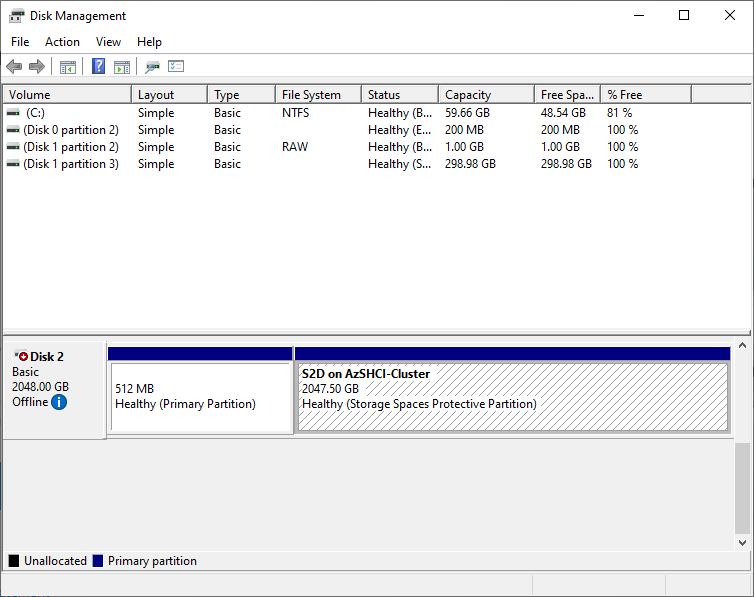 Disk Management
File Action View Help
Volume Layout Type File System Status Capacity Free Spa... % Free
(C:) Simple Basic NTFS Healthy (B... 59.66 GB 48.54 GB 81 %
(Disk 0 partition 2) Simple Basic Healthy (E... 200 MB 200 MB 100 %
(Disk 1 partition 2) Simple Basic RAW Healthy (B... 1.00 GB 1.00 GB 100 %
(Disk 1 partition 3) Simple Basic Healthy (S... 298.98 GB 298.98 GB 100 %
Disk 2
Basic
2048.00 GB
Offline
512 MB
Healthy (Primary Partition)
S2D on AzSHCI-Cluster
2047.50 GB
Healthy (Storage Spaces Protective Partition)
Unallocated Primary partition